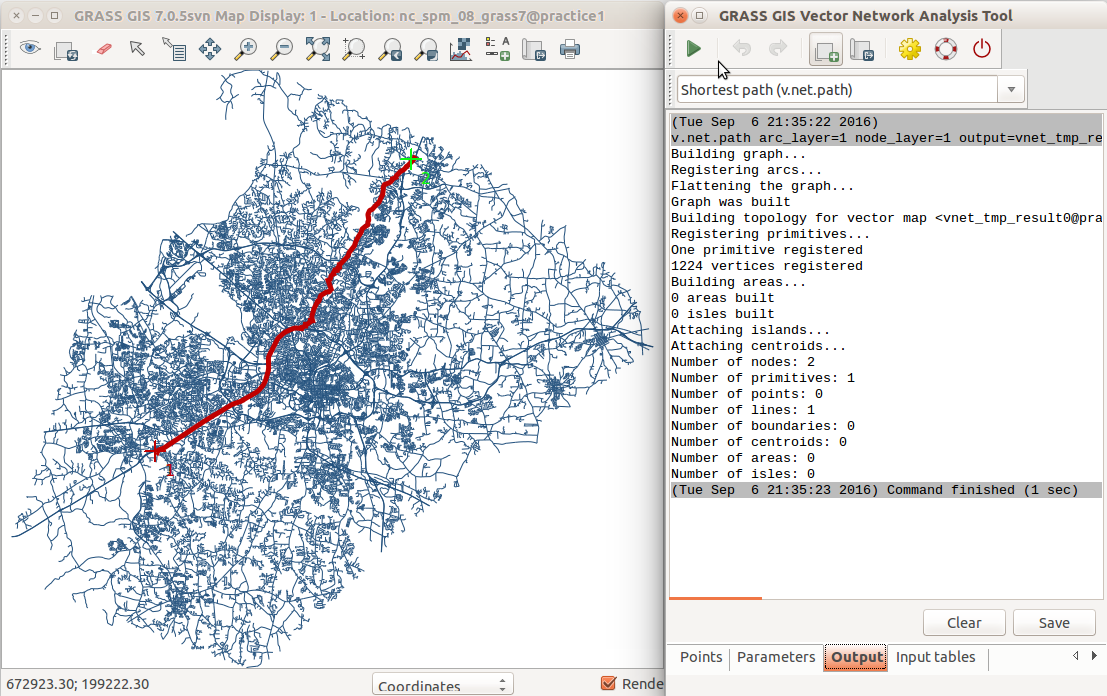 GRASS GIS 7.0.5svn Map Display: 1 - Location: nc_spm_08_grass7@practice1
GRASS GIS Vector Network Analysis Tool
A
Shortest path (v.net.path)
(Tue Sep  6 21:35:22 2016)
v.net.path arc_layer=1 node_layer=1 output=vnet_tmp_re
Building graph...
Registering arcs...
Flattening the graph...
Graph was built
Building topology for vector map <vnet_tmp_result0@pra
Registering primitives...
One primitive registered
1224 vertices registered
Building areas...
0 areas built
0 isles built
Attaching islands...
Attaching centroids...
Number of nodes: 2
Number of primitives: 1
Number of points: 0
Number of lines: 1
Number of boundaries: 0
Number of centroids: 0
Number of areas: 0
Number of isles: 0
(Tue Sep  6 21:35:23 2016) Command finished (1 sec)
2
1
Clear
Save
Points
Parameters
Output
Input tables
672923.30; 199222.30
Coordinates
Rende